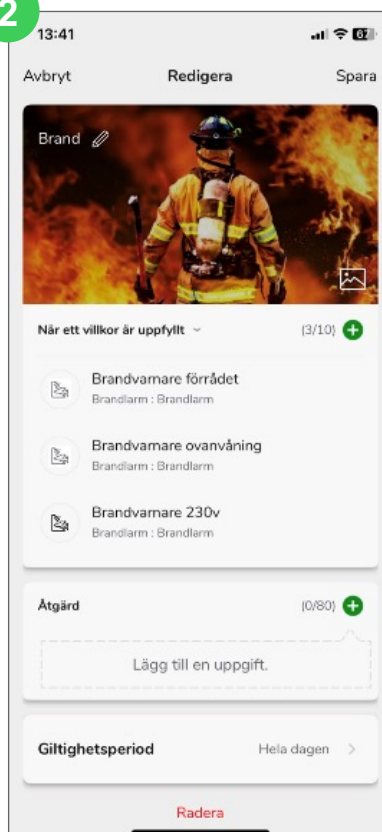 2
13:41
Avbryt Redigera Spara
Brand
När ett villkor är uppfyllt (3/10)
Brandvarnare förrådet
Brandlarm : Brandlarm
Brandvarnare ovanvåning
Brandlarm : Brandlarm
Brandvarnare 230v
Brandlarm : Brandlarm
Åtgärd (0/80)
Lägg till en uppgift.
Giltighetsperiod Hela dagen
Radera